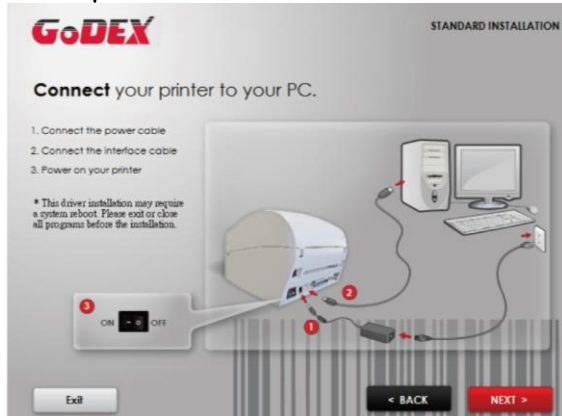 GoDEX
STANDARD INSTALLATION
Connect your printer to your PC.
1. Connect the power cable
2. Connect the interface cable
3. Power on your printer
* This driver installation may require
a system reboot. Please exit or close
all programs before the installation.
3
ON
OFF
2
1
Exit
< BACK
NEXT >